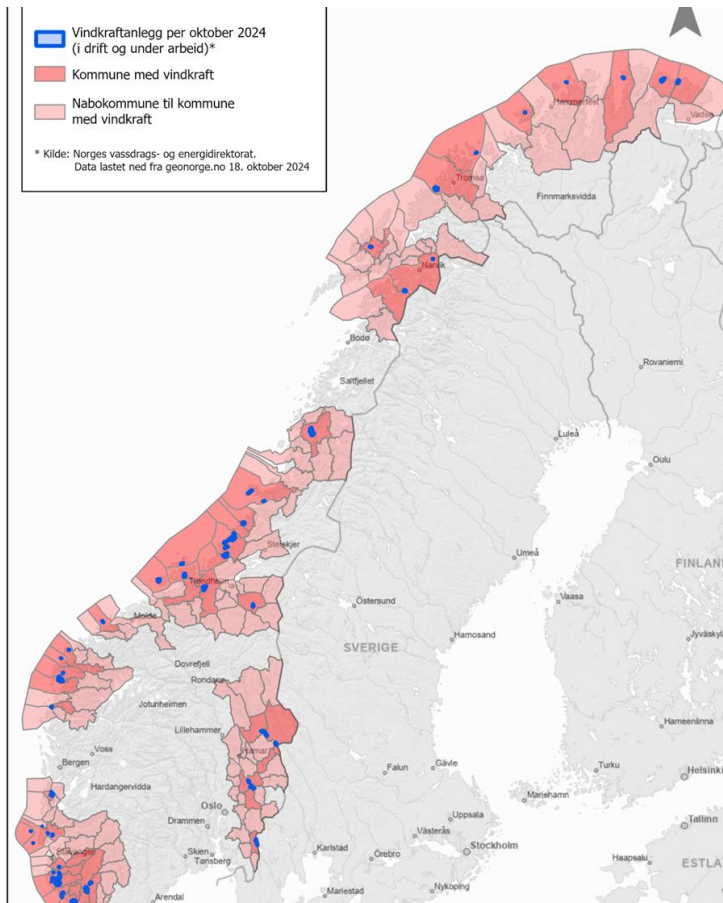 Vindkraftanlegg per oktober 2024
(i drift og under arbeid)*
Kommune med vindkraft
Nabokommune til kommune
med vindkraft
* Kilde: Norges vassdrags- og energidirektorat.
Data lastet ned fra geonorge.no 18. oktober 2024
Hammerfest
Vadsø
Tromsø
Finnmarksvidda
Narvik
Bodø
Rovaniemi
Saltfjellet
Luleå
Oulu
Steinkjer
Umeå
FINLAN
Trondheim
Östersund
Vaasa
Molde
SVERIGE
Härnösand
Jyväskyl
Dovrefjell
Rondane
Jotunheimen
Lillehammer
Hämeenlinna
Voss
Hamar
Bergen
Falun
Gävle
Turku
Helsinki
Hardangervidda
Mariehamn
Oslo
Drammen
Uppsala
Tallinn
Västerås
Stavanger
Skien
Tønsberg
Karlstad
Örebro
Stockholm
Haapsalu
ESTLA
Arendal
Mariestad
Nyköping